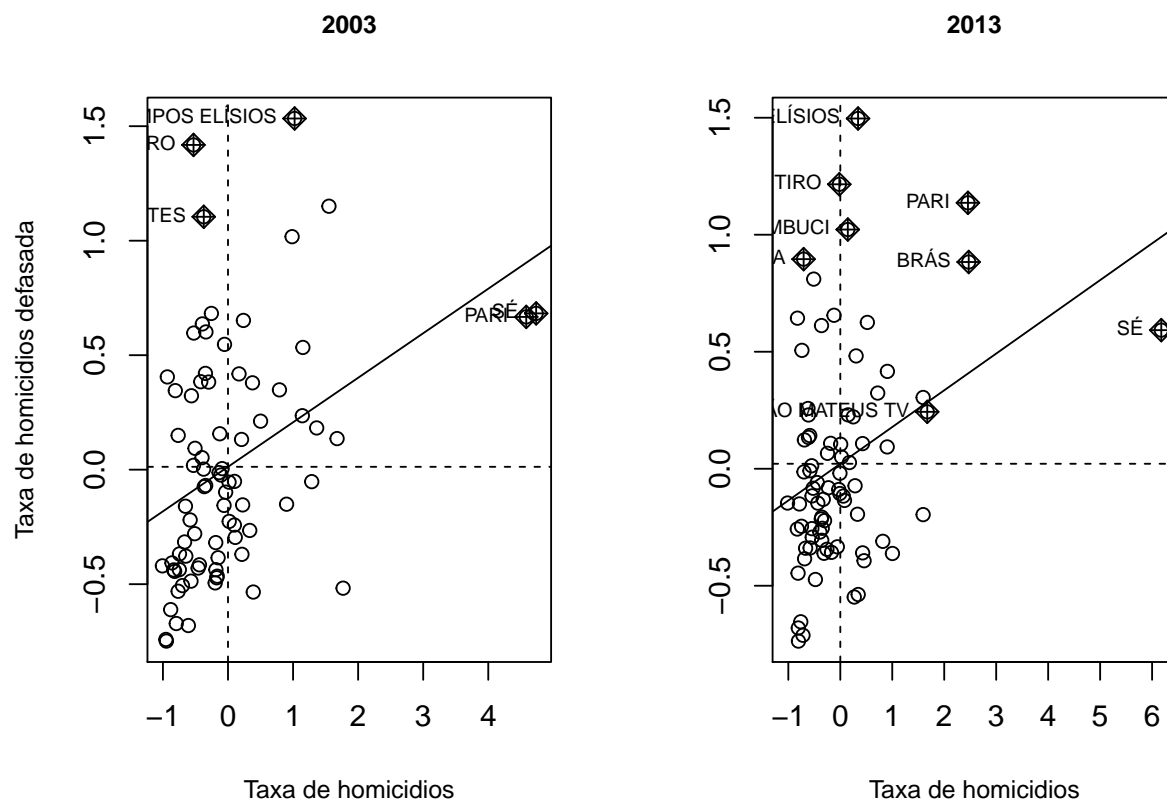 2003
IPOS ELÍSIOS
RO
TES
SÉ
PARI
Taxa de homicidios defasada
1.5
1.0
0.5
0.0
−0.5
−1 0 1 2 3 4
Taxa de homicidios
2013
ELÍSIOS
TIRO
PARI
MBUCI
A
BRÁS
SÉ
ÃO MATEUS TV
1.5
1.0
0.5
0.0
−0.5
−1 0 1 2 3 4 5 6
Taxa de homicidios